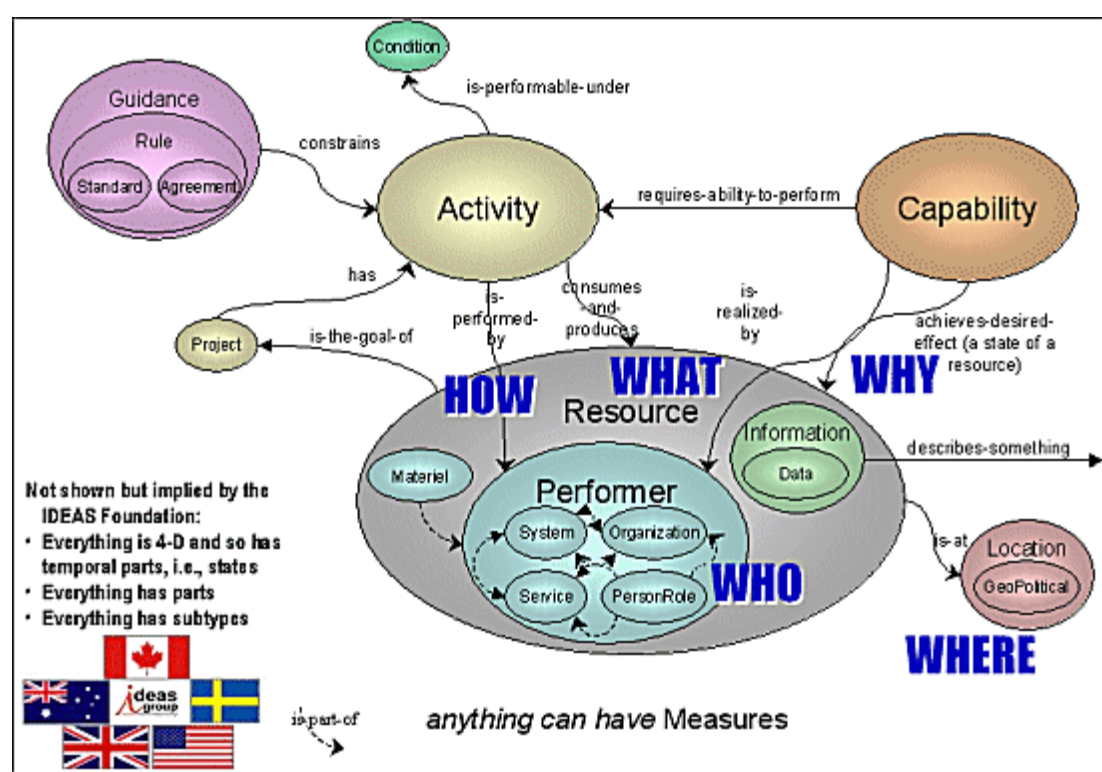 Condition
is-performable-under
Guidance
Rule
Standard
Agreement
constrains
Activity
requires-ability-to-perform
Capability
has
is-
performed-
by
consumes
-and-
produces
is-
realized-
by
achieves-desired-
effect (a state of a
resource)
Project
is-the-goal-of
HOW
WHAT
WHY
Resource
Information
Data
describes-something
Materiel
Performer
System
Organization
Service
PersonRole
WHO
is-at
Location
GeoPolitical
WHERE
Not shown but implied by the
IDEAS Foundation:
• Everything is 4-D and so has
temporal parts, i.e., states
• Everything has parts
• Everything has subtypes
ideas
group
is-part-of
anything can have Measures